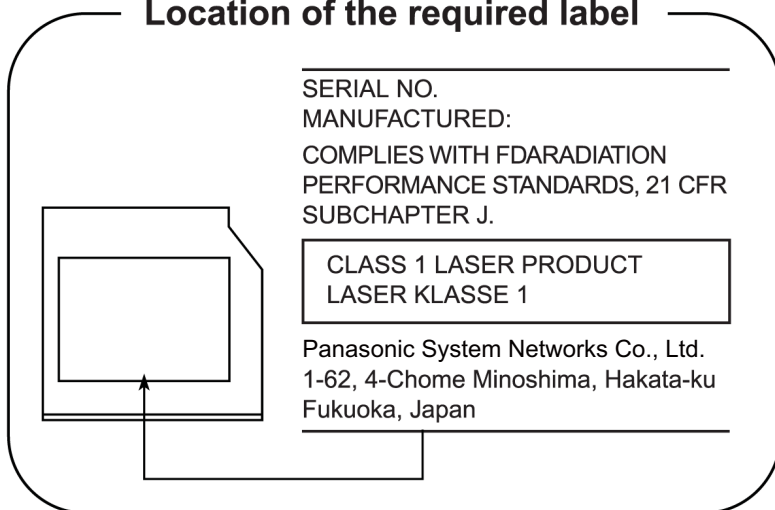 Location of the required label
SERIAL NO.
MANUFACTURED:
COMPLIES WITH FDARADIATION
PERFORMANCE STANDARDS, 21 CFR
SUBCHAPTER J.
CLASS 1 LASER PRODUCT
LASER KLASSE 1
Panasonic System Networks Co., Ltd.
1-62, 4-Chome Minoshima, Hakata-ku
Fukuoka, Japan